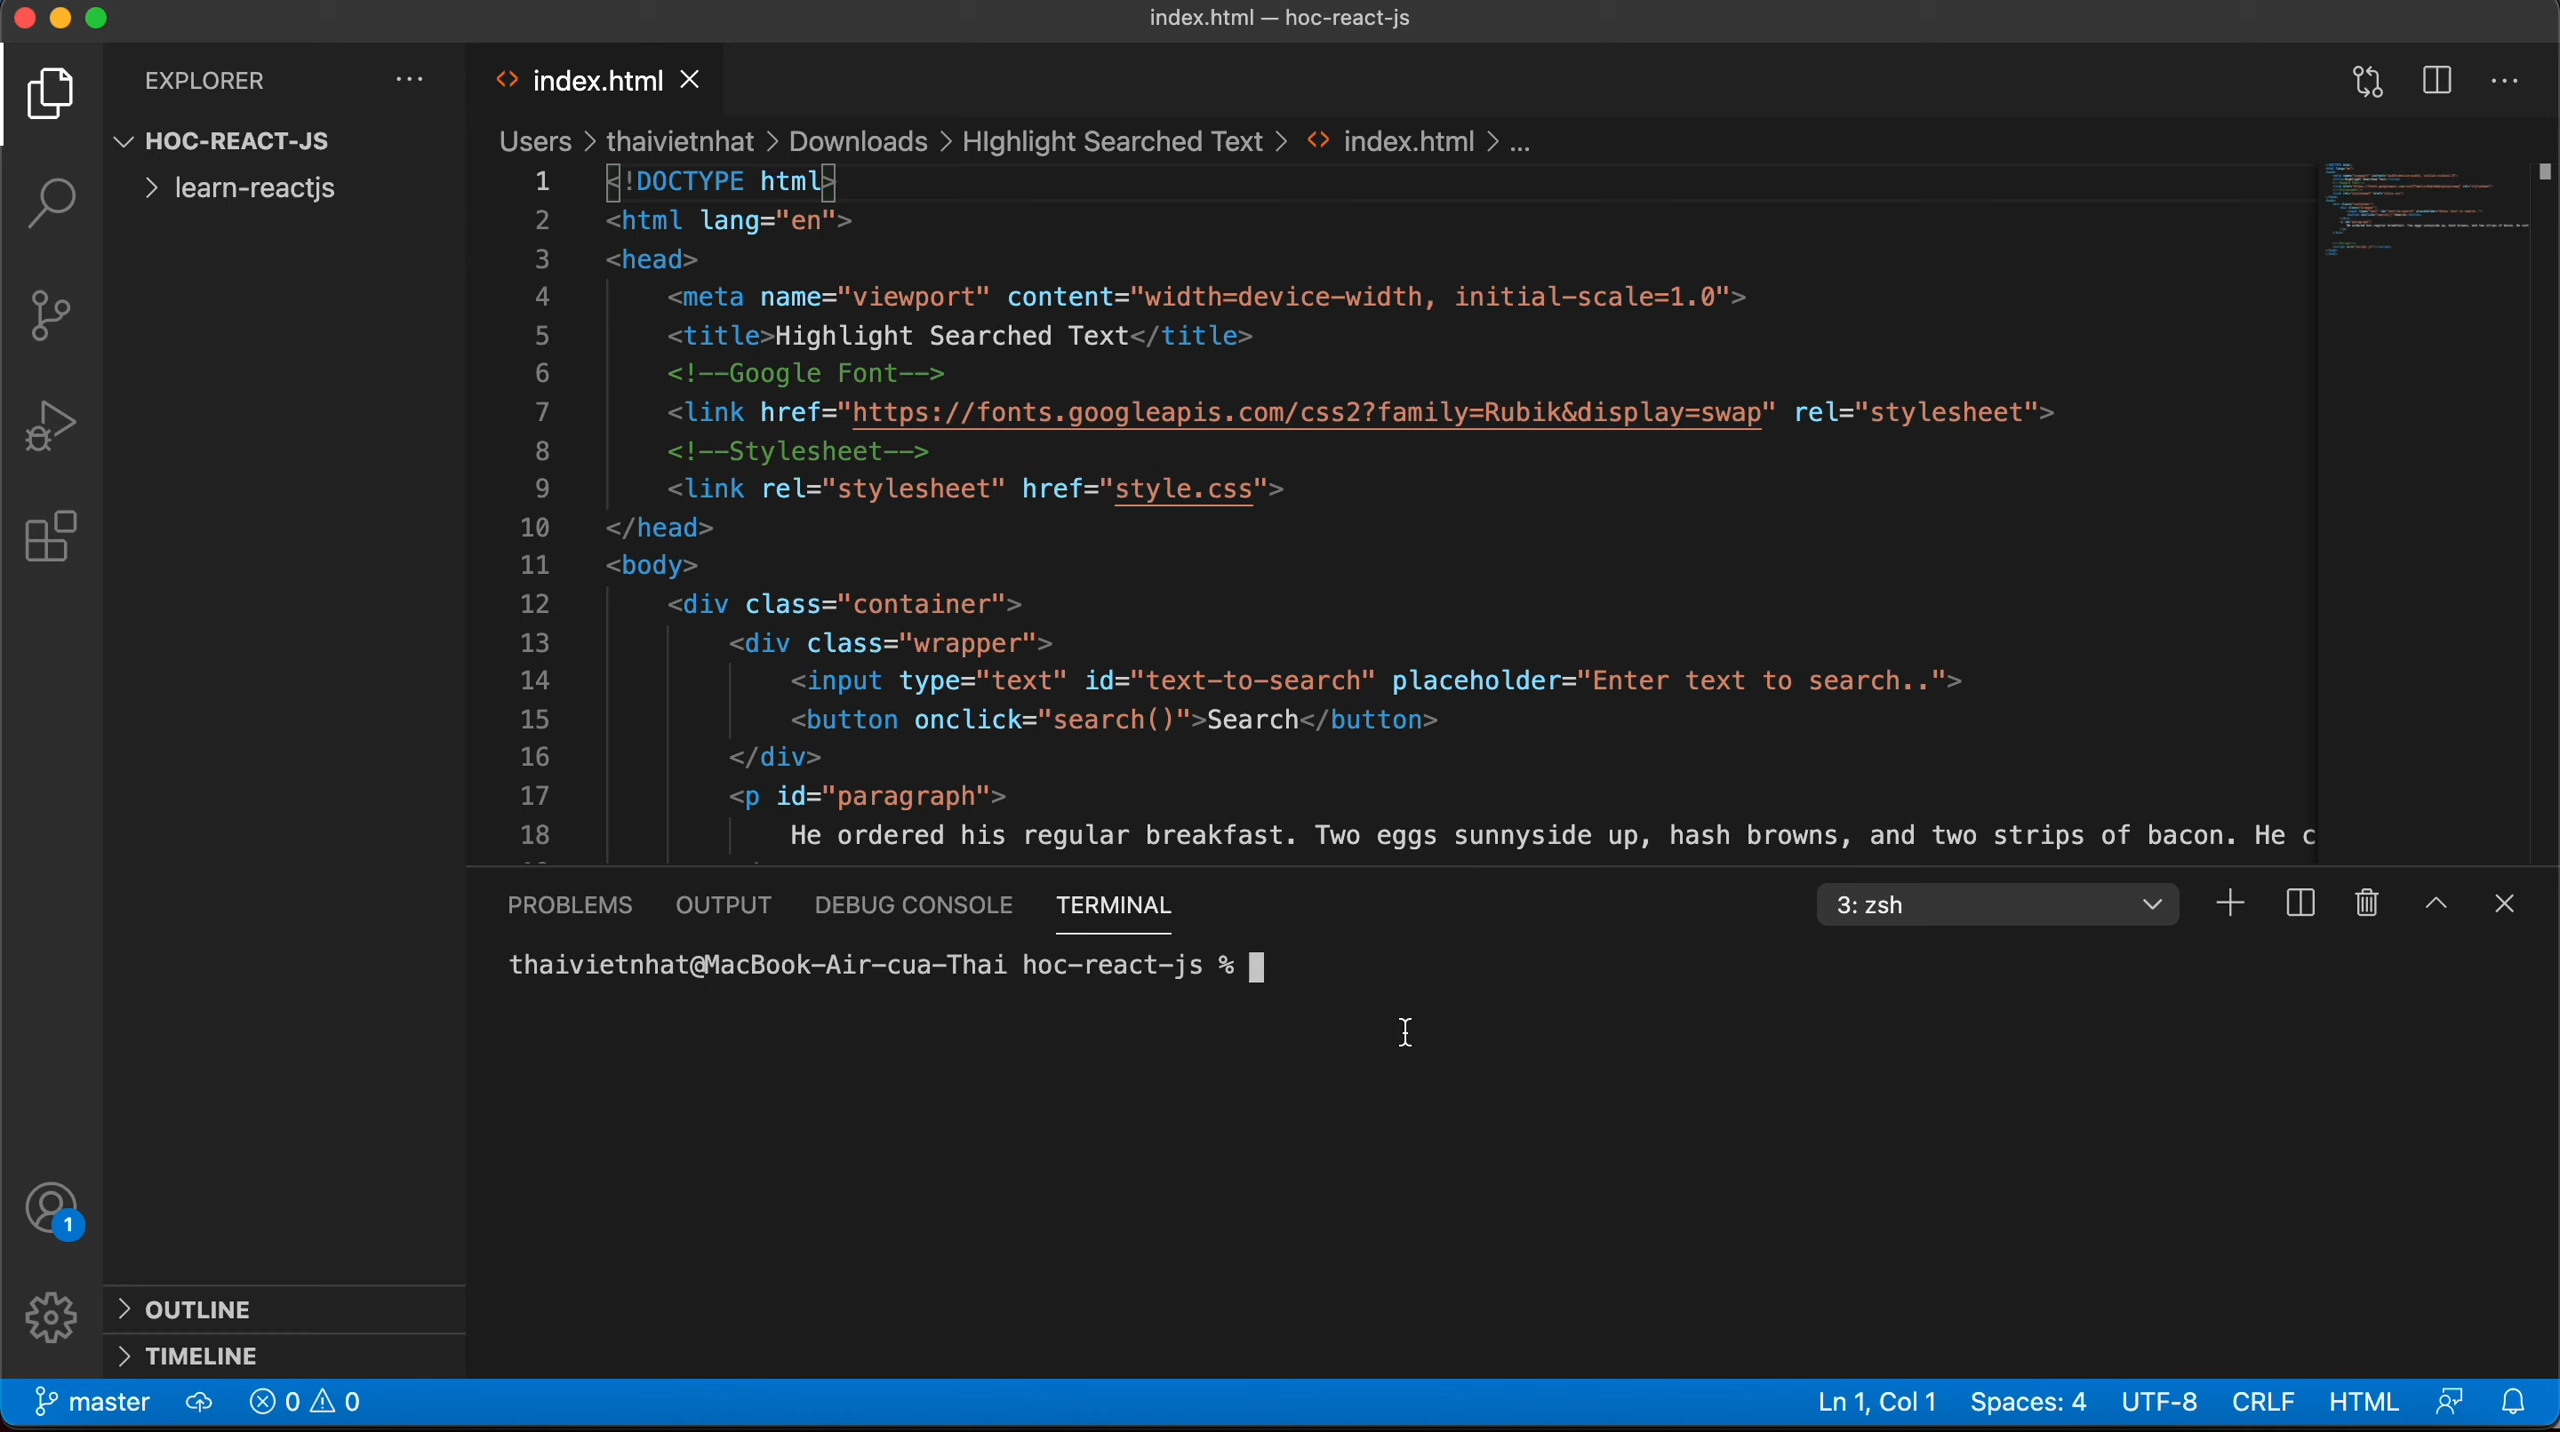 index.html — hoc-react-js
EXPLORER
HOC-REACT-JS
learn-reactjs
index.html
Users > thaivietnhat > Downloads > HIghlight Searched Text > index.html > ...
1 <!DOCTYPE html>
2 <html lang="en">
3 <head>
4 <meta name="viewport" content="width=device-width, initial-scale=1.0">
5 <title>Highlight Searched Text</title>
6 <!--Google Font-->
7 <link href="https://fonts.googleapis.com/css2?family=Rubik&display=swap" rel="stylesheet">
8 <!--Stylesheet-->
9 <link rel="stylesheet" href="style.css">
10 </head>
11 <body>
12 <div class="container">
13 <div class="wrapper">
14 <input type="text" id="text-to-search" placeholder="Enter text to search..">
15 <button onclick="search()">Search</button>
16 </div>
17 <p id="paragraph">
18 He ordered his regular breakfast. Two eggs sunnyside up, hash browns, and two strips of bacon. He c
PROBLEMS OUTPUT DEBUG CONSOLE TERMINAL
3: zsh
thaivietnhat@MacBook-Air-cua-Thai hoc-react-js %
1
OUTLINE
TIMELINE
master 0 0
Ln 1, Col 1 Spaces: 4 UTF-8 CRLF HTML